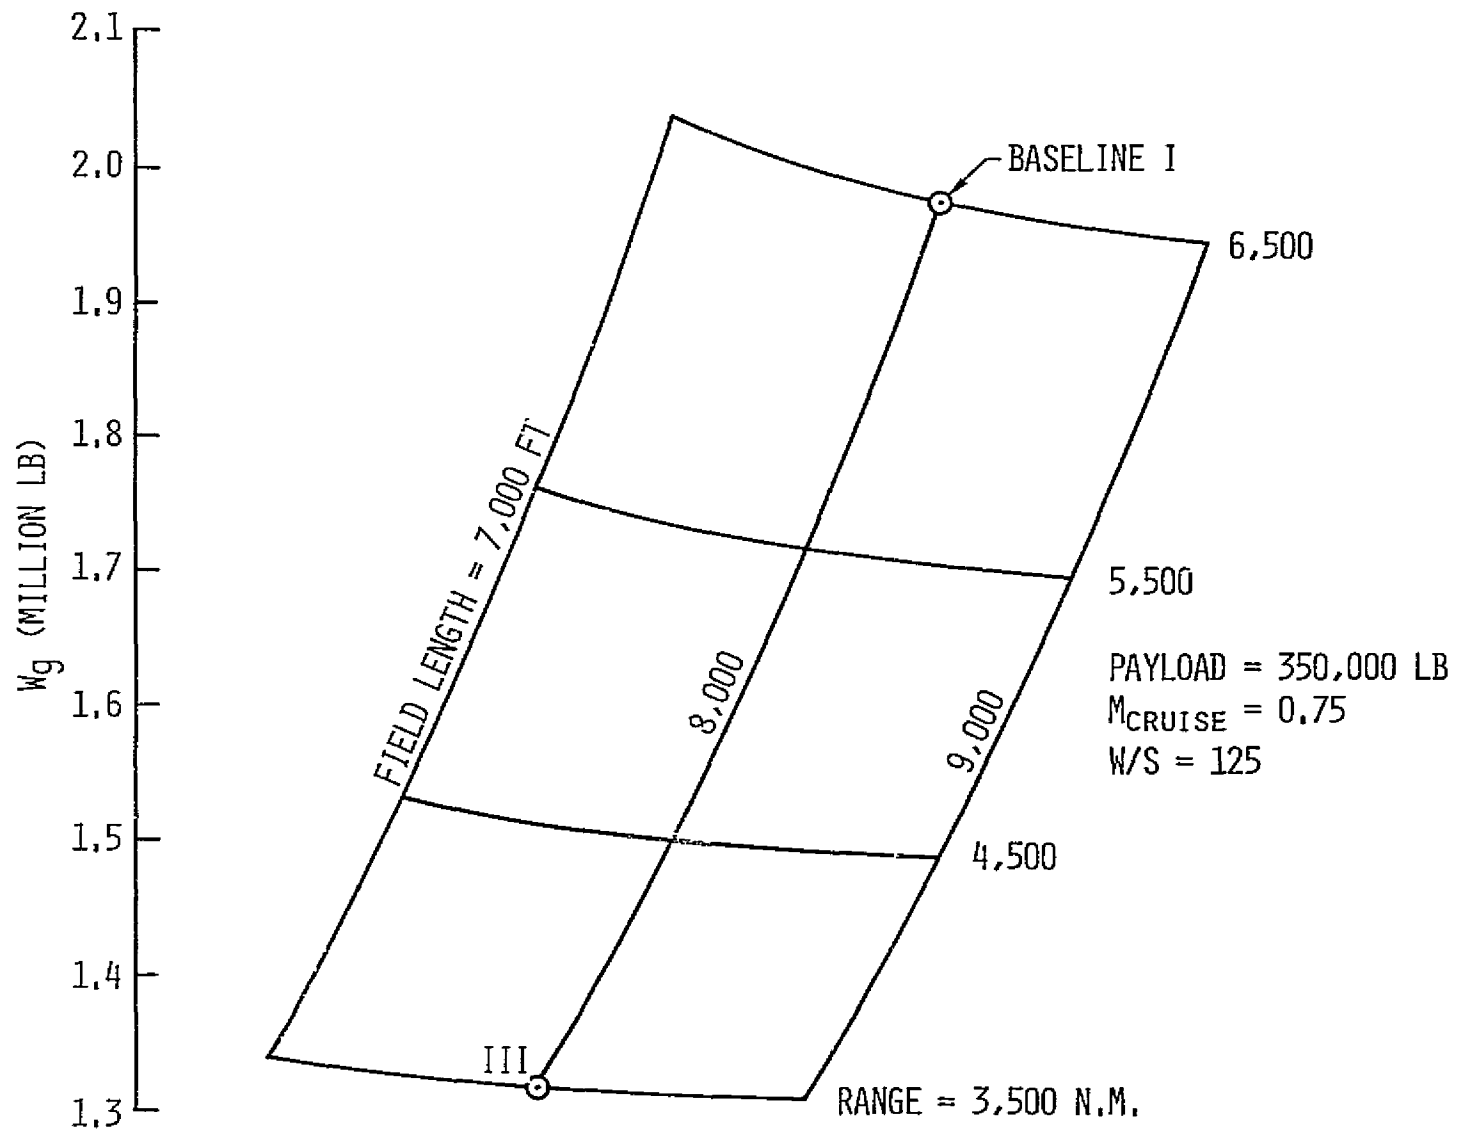 2.1
2.0
1.9
1.8
1.7
1.6
1.5
1.4
1.3
Wg (MILLION LB)
BASELINE I
6,500
5,500
4,500
RANGE = 3,500 N.M.
FIELD LENGTH = 7,000 FT
8,000
9,000
III
PAYLOAD = 350,000 LB
MCRUISE = 0.75
W/S = 125